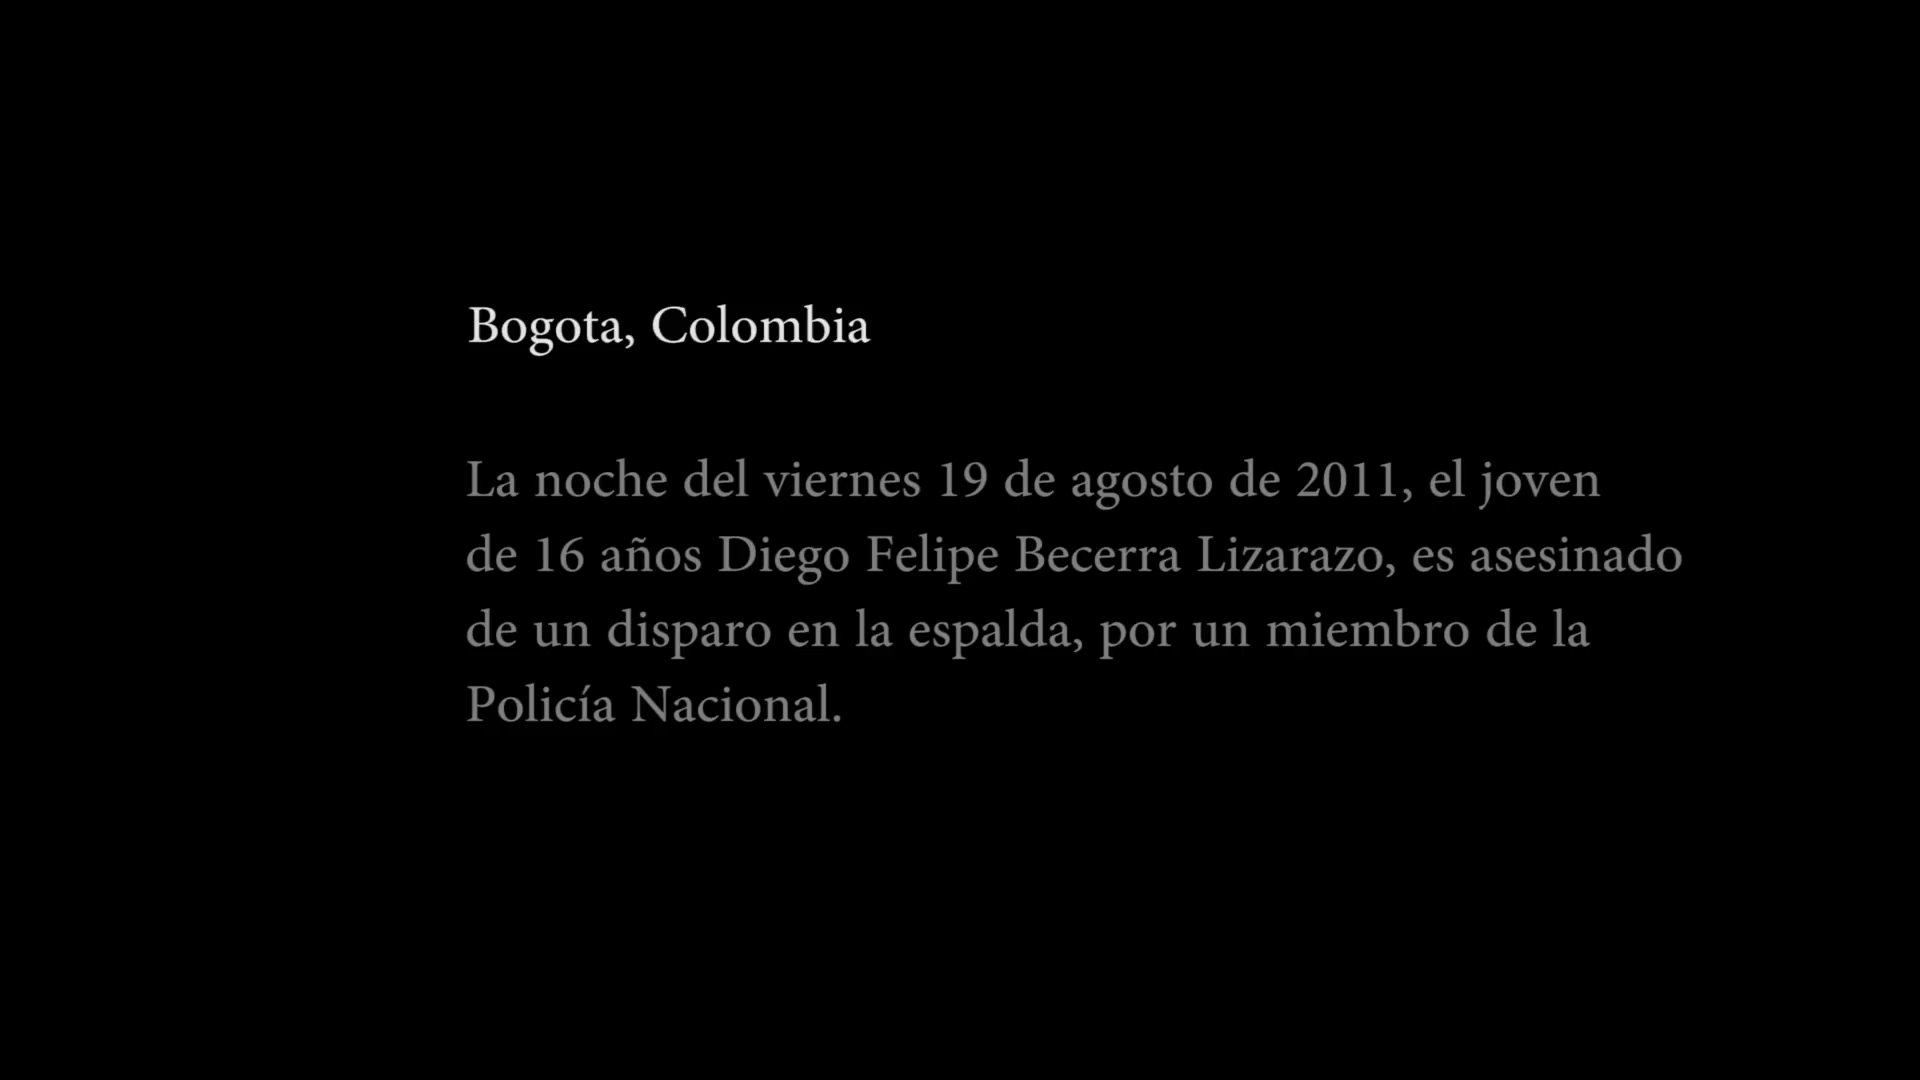 Bogota, Colombia
La noche del viernes 19 de agosto de 2011, el joven
de 16 años Diego Felipe Becerra Lizarazo, es asesinado
de un disparo en la espalda, por un miembro de la
Policía Nacional.